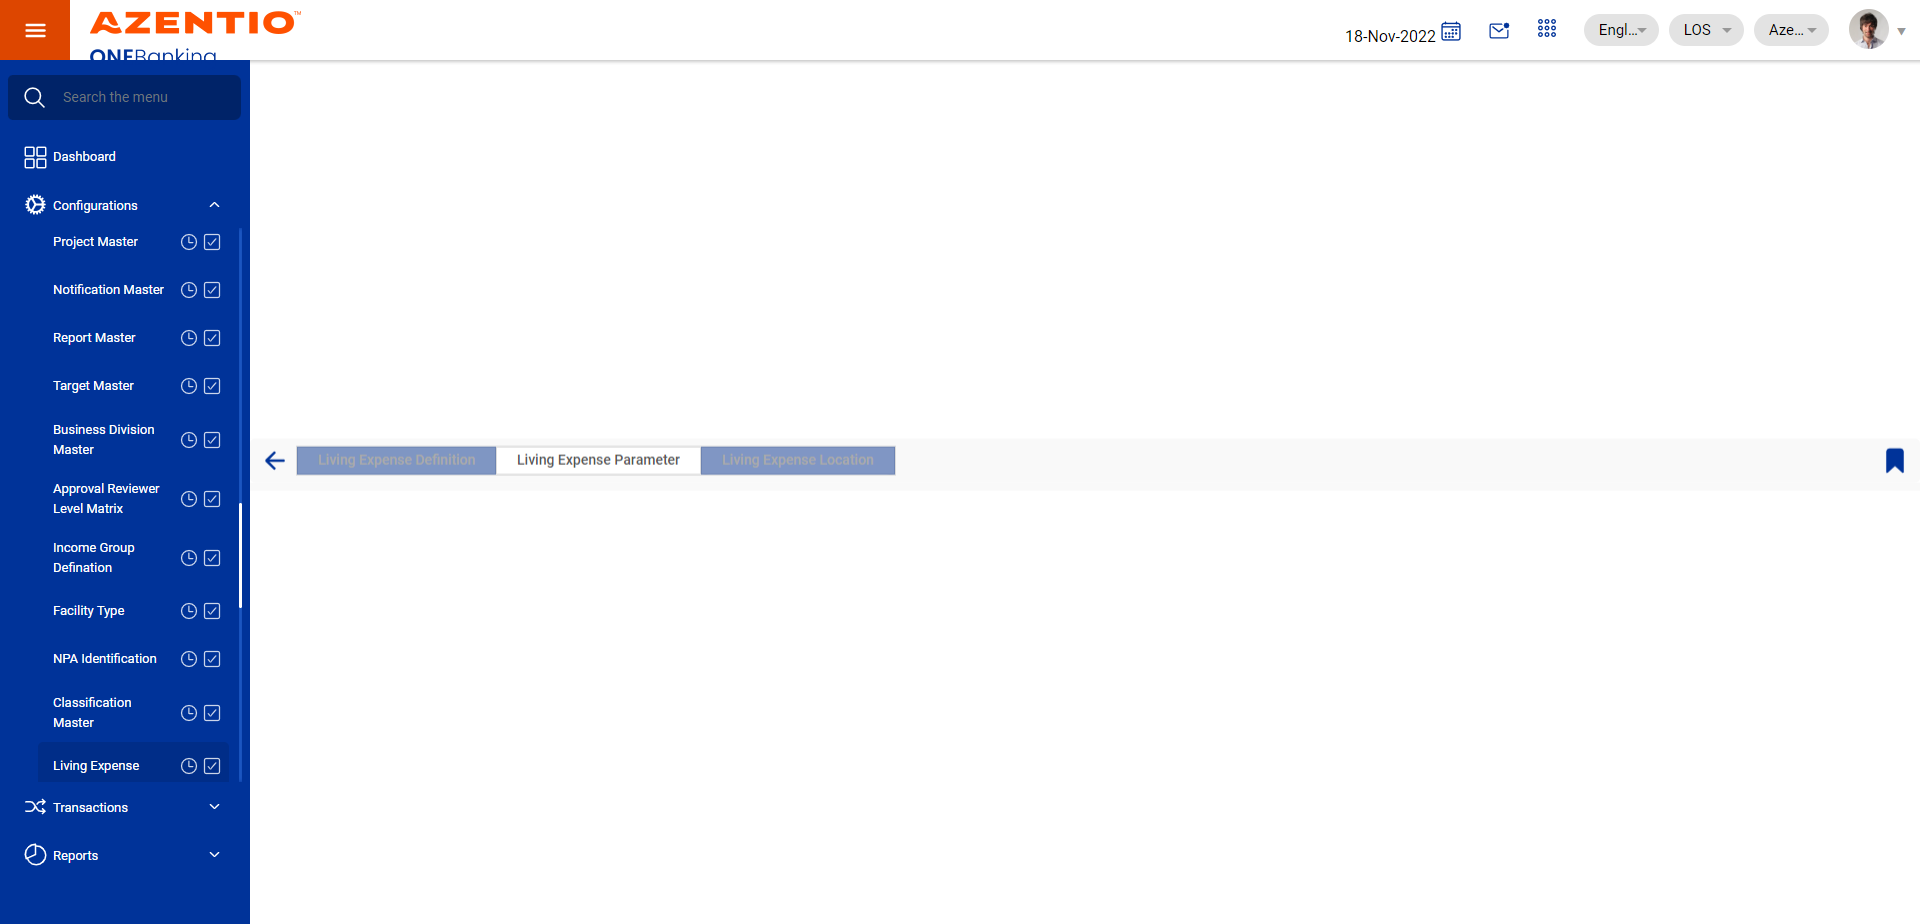 AZENTIO™
ONEBanking
18-Nov-2022
Engl...
LOS
Aze...
Search the menu
Dashboard
Configurations
Project Master
Notification Master
Report Master
Target Master
Business Division
Master
Approval Reviewer
Level Matrix
Income Group
Defination
Facility Type
NPA Identification
Classification
Master
Living Expense
Transactions
Reports
Living Expense Definition
Living Expense Parameter
Living Expense Location